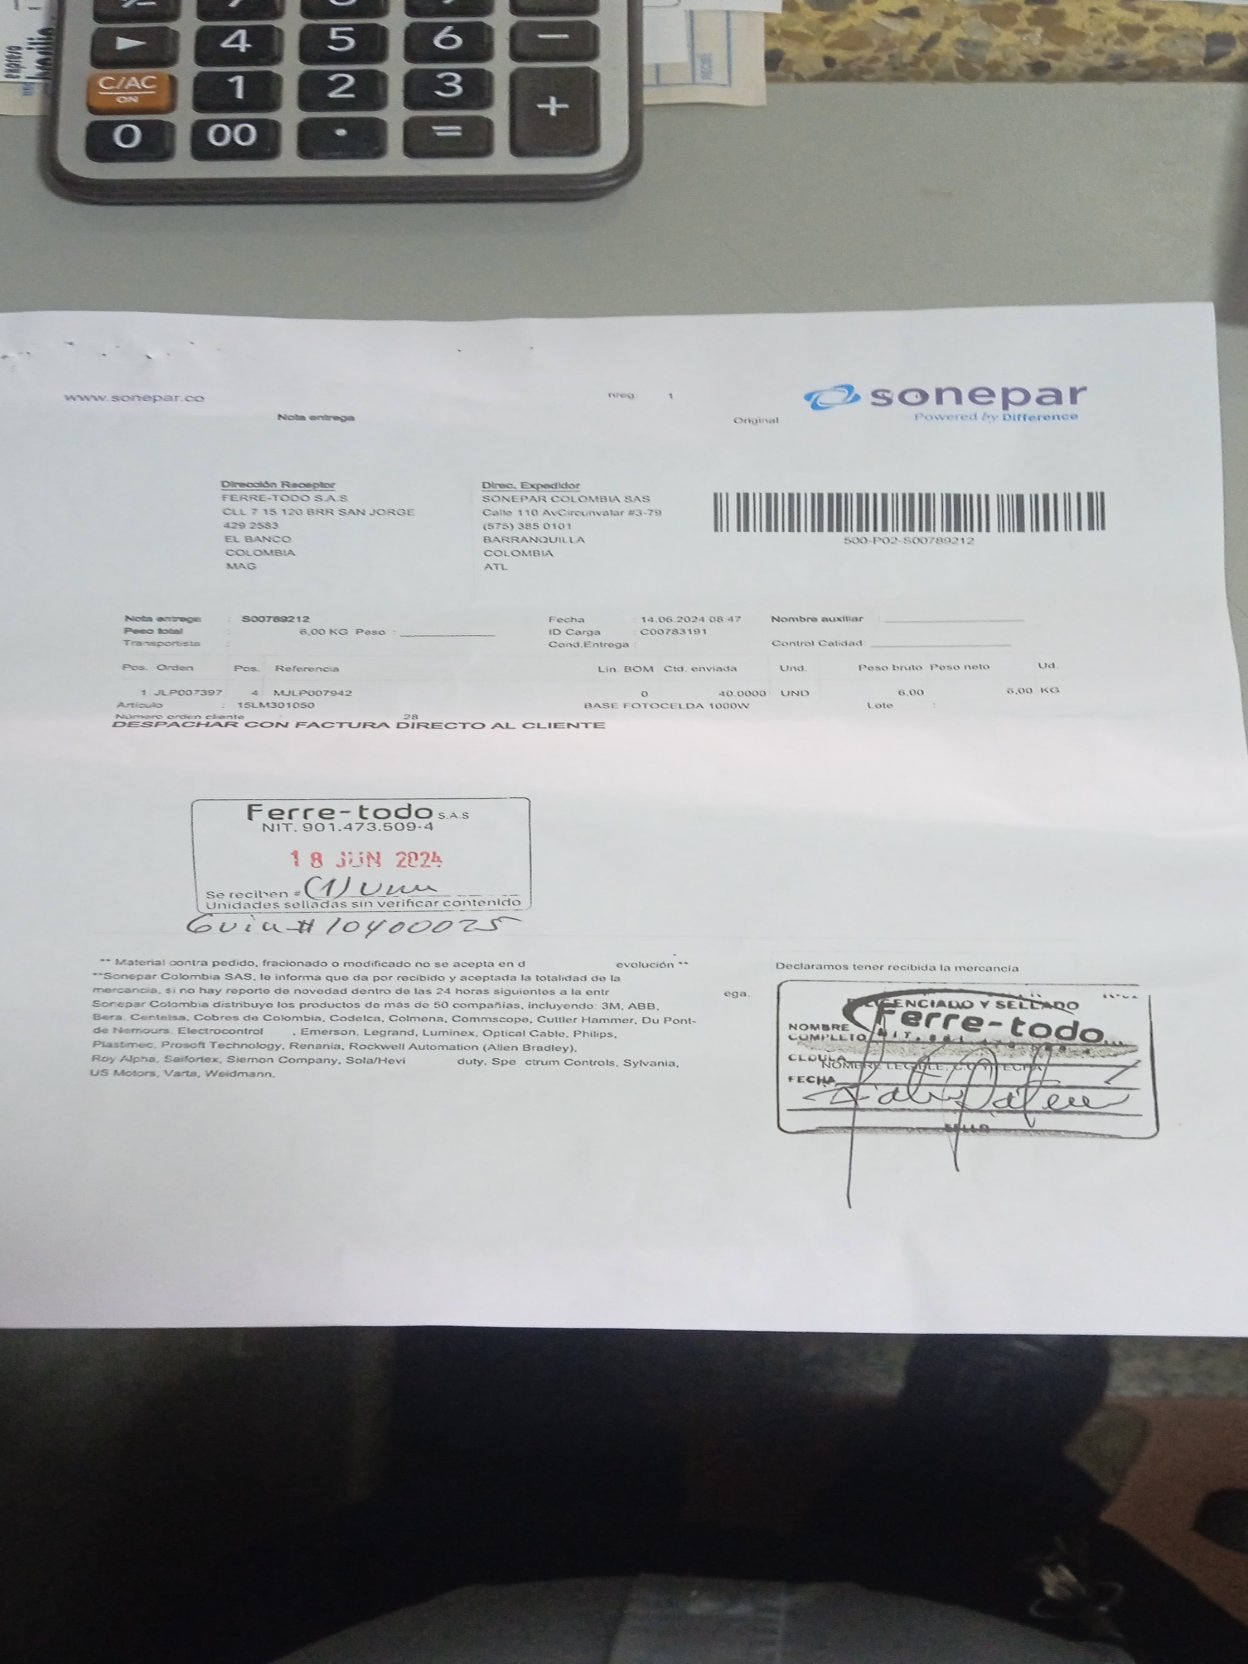 4 5 6 −
C/AC ON 1 2 3 +
0 00 . =
www.sonepar.co
nreg 1
sonepar
Powered by Difference
Nota entrega
Original
Dirección Receptor
FERRE-TODO S.A.S
CLL 7 15 120 BRR SAN JORGE
429 2583
EL BANCO
COLOMBIA
MAG
Direc. Expedidor
SONEPAR COLOMBIA SAS
Calle 110 AvCircunvalar #3-79
(575) 385 0101
BARRANQUILLA
COLOMBIA
ATL
500-P02-S00789212
Nota entrega : S00789212 Fecha : 14.06.2024 08:47 Nombre auxiliar :
Peso total : 6,00 KG Peso : ID Carga : C00783191
Transportista : Cond.Entrega : Control Calidad:
Pos. Orden Pos. Referencia Lin. BOM Ctd. enviada Und. Peso bruto Peso neto Ud.
1 JLP007397 4 MJLP007942 0 40.0000 UND 6,00 6,00 KG
Artículo : 15LM301050 BASE FOTOCELDA 1000W Lote :
Número orden cliente 28
DESPACHAR CON FACTURA DIRECTO AL CLIENTE
Ferre-todo S.A.S
NIT. 901.473.509-4
18 JUN 2024
Se reciben # (1) Unn
Unidades selladas sin verificar contenido
Guia # 10400025
** Material contra pedido, fracionado o modificado no se acepta en d evolución **
**Sonepar Colombia SAS, le informa que da por recibido y aceptada la totalidad de la
mercancia, si no hay reporte de novedad dentro de las 24 horas siguientes a la entr ega.
Sonepar Colombia distribuye los productos de más de 50 compañias, incluyendo: 3M, ABB,
Bera, Centelsa, Cobres de Colombia, Codelca, Colmena, Commscope, Cuttler Hammer, Du Pont-
de Nemours, Electrocontrol , Emerson, Legrand, Luminex, Optical Cable, Philips,
Plastimec, Prosoft Technology, Renania, Rockwell Automation (Allen Bradley),
Roy Alpha, Saifortex, Siemon Company, Sola/Hevi duty, Spe ctrum Controls, Sylvania,
US Motors, Varta, Weidmann.
Declaramos tener recibida la mercancia
ENCIADO Y SELLADO
Ferre-todo
NOMBRE
COMPLETO
CEDULA
NOMBRE LEGIBLE, CC Y FECHA
FECHA
SELLO